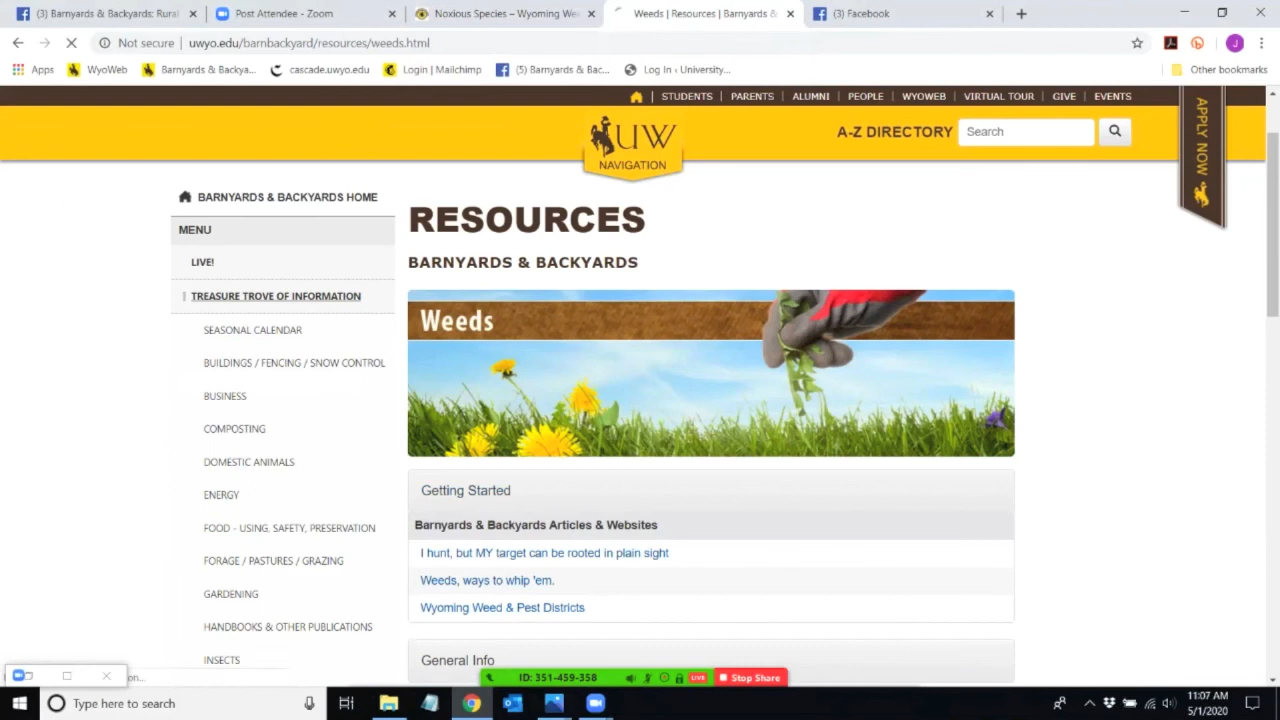 (3) Barnyards & Backyards: Rural
Post Attendee - Zoom
Noxious Species – Wyoming Wee
Weeds | Resources | Barnyards &
(3) Facebook
Not secure | uwyo.edu/barnbackyard/resources/weeds.html
Apps
WyoWeb
Barnyards & Backya...
cascade.uwyo.edu
Login | Mailchimp
(5) Barnyards & Bac...
Log In ‹ University...
Other bookmarks
J
STUDENTS | PARENTS | ALUMNI | PEOPLE | WYOWEB | VIRTUAL TOUR | GIVE | EVENTS
UW
NAVIGATION
A-Z DIRECTORY
Search
APPLY NOW
BARNYARDS & BACKYARDS HOME
MENU
LIVE!
TREASURE TROVE OF INFORMATION
SEASONAL CALENDAR
BUILDINGS / FENCING / SNOW CONTROL
BUSINESS
COMPOSTING
DOMESTIC ANIMALS
ENERGY
FOOD - USING, SAFETY, PRESERVATION
FORAGE / PASTURES / GRAZING
GARDENING
HANDBOOKS & OTHER PUBLICATIONS
INSECTS
RESOURCES
BARNYARDS & BACKYARDS
Weeds
Getting Started
Barnyards & Backyards Articles & Websites
I hunt, but MY target can be rooted in plain sight
Weeds, ways to whip 'em.
Wyoming Weed & Pest Districts
General Info
on...
ID: 351-459-358
LIVE
Stop Share
Type here to search
11:07 AM
5/1/2020